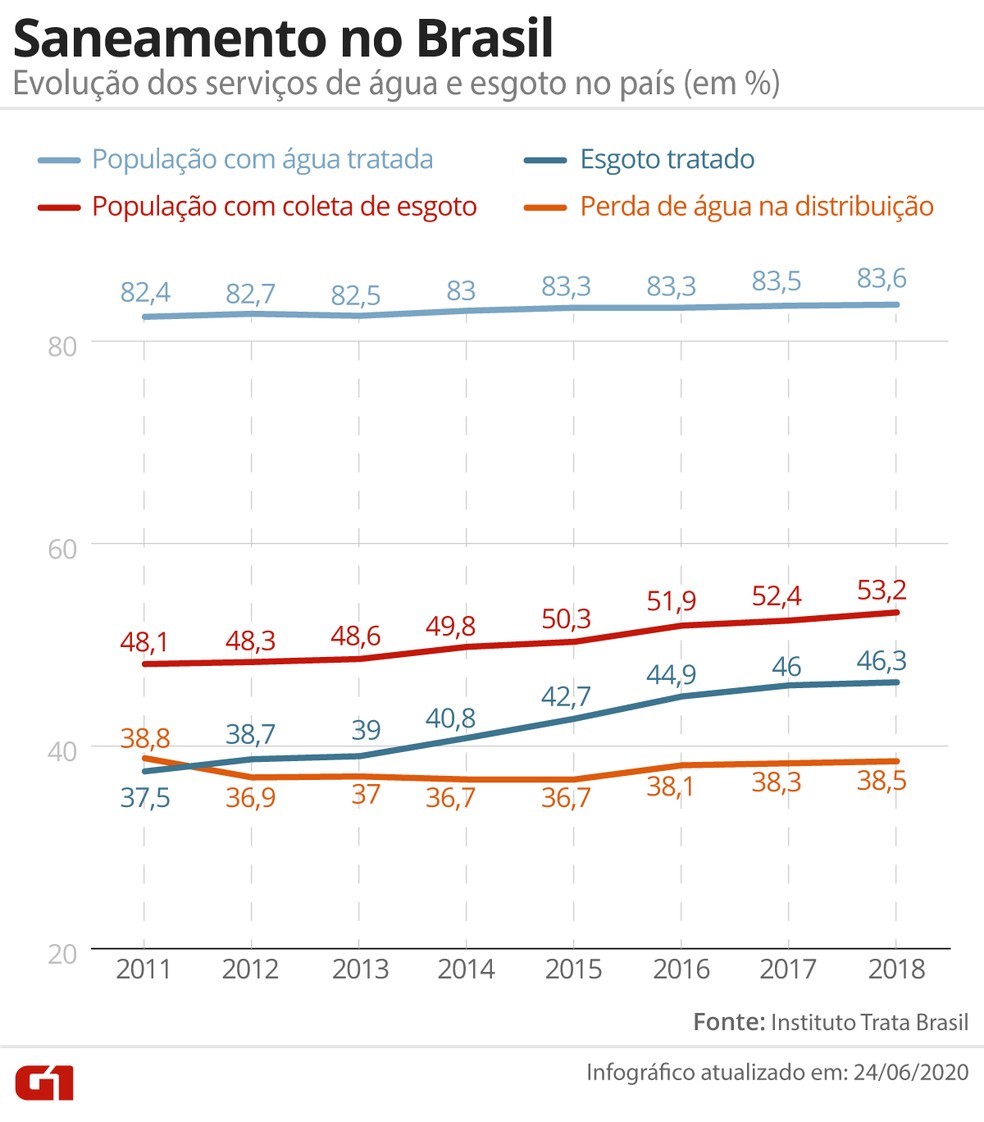 Saneamento no Brasil
Evolução dos serviços de água e esgoto no país (em %)
População com água tratada
Esgoto tratado
População com coleta de esgoto
Perda de água na distribuição
82,4 82,7 82,5 83 83,3 83,3 83,5 83,6
80
60
48,1 48,3 48,6 49,8 50,3 51,9 52,4 53,2
38,7 39 40,8 42,7 44,9 46 46,3
40
38,8
37,5
36,9 37 36,7 36,7 38,1 38,3 38,5
20
2011 2012 2013 2014 2015 2016 2017 2018
Fonte: Instituto Trata Brasil
G1
Infográfico atualizado em: 24/06/2020